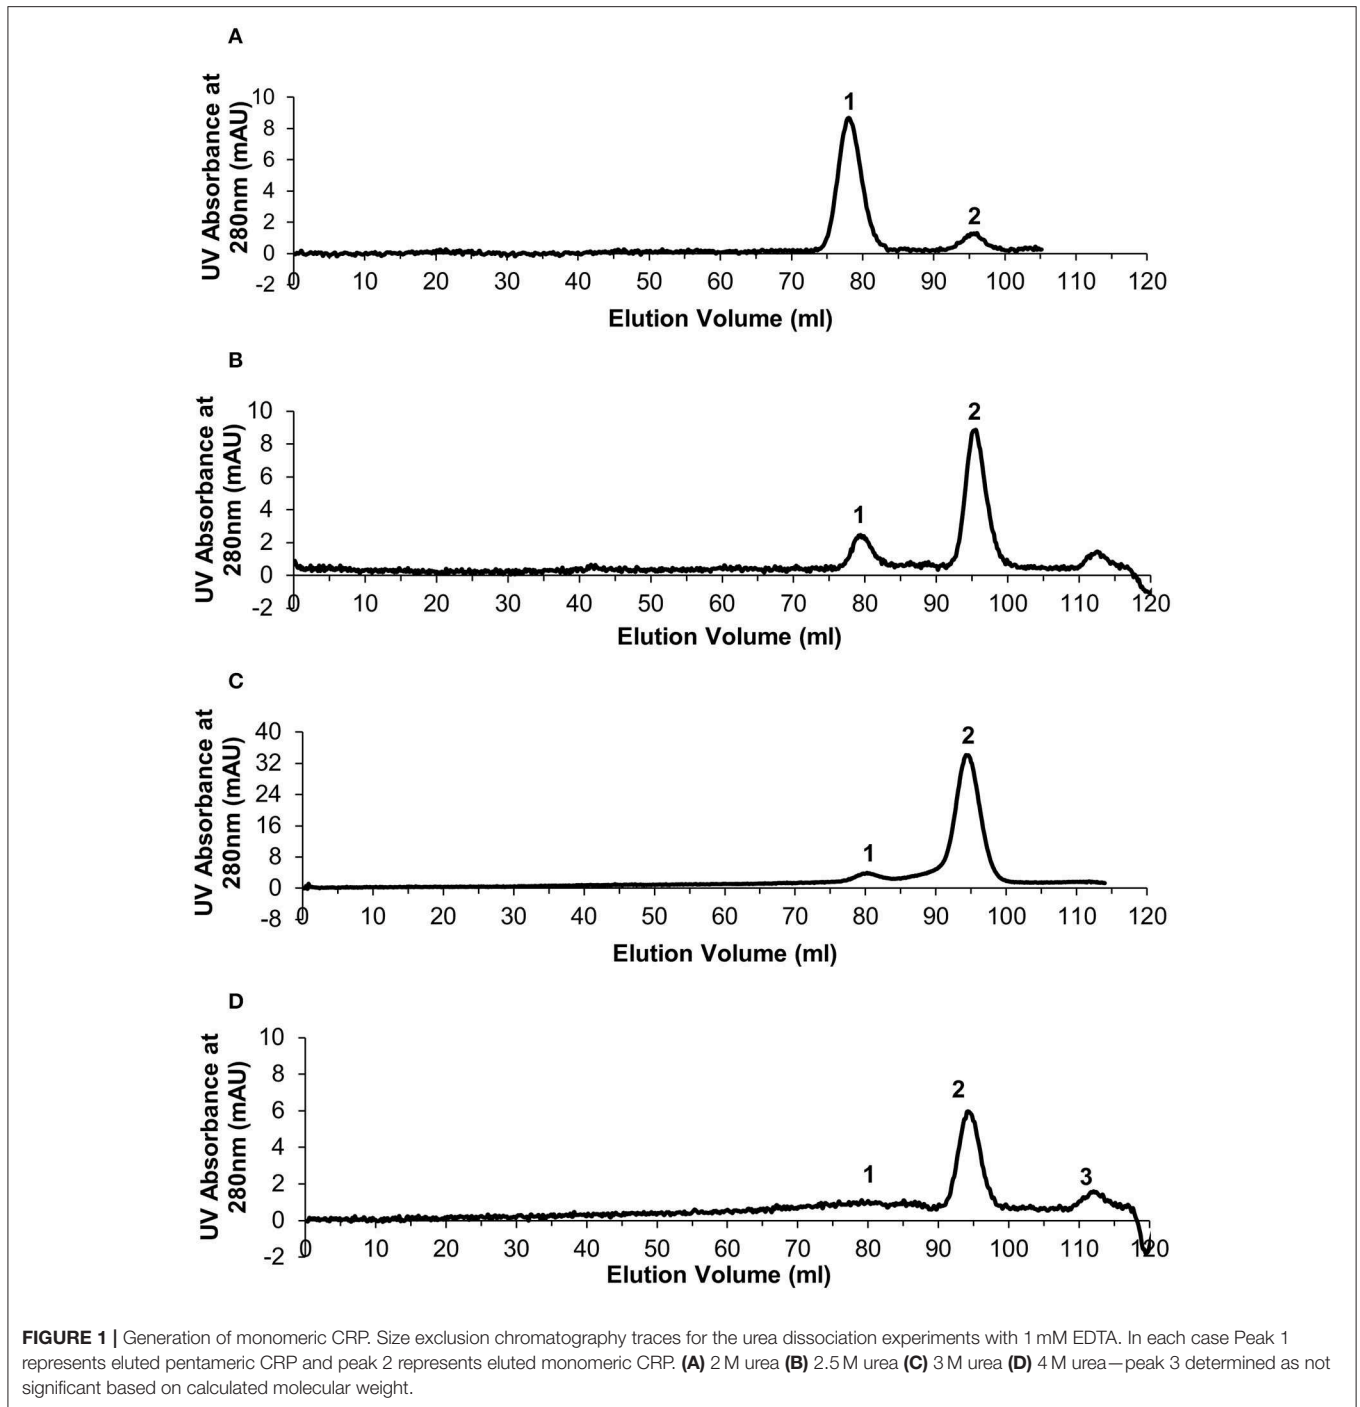 A
UV Absorbance at
280nm (mAU)
10
8
6
4
2
0
-2
1
2
0 10 20 30 40 50 60 70 80 90 100 110 120
Elution Volume (ml)
B
UV Absorbance at
280nm (mAU)
10
8
6
4
2
0
-2
1
2
0 10 20 30 40 50 60 70 80 90 100 110 120
Elution Volume (ml)
C
UV Absorbance at
280nm (mAU)
40
32
24
16
8
0
-8
1
2
0 10 20 30 40 50 60 70 80 90 100 110 120
Elution Volume (ml)
D
UV Absorbance at
280nm (mAU)
10
8
6
4
2
0
-2
1
2
3
0 10 20 30 40 50 60 70 80 90 100 110 120
Elution Volume (ml)
FIGURE 1 | Generation of monomeric CRP. Size exclusion chromatography traces for the urea dissociation experiments with 1 mM EDTA. In each case Peak 1
represents eluted pentameric CRP and peak 2 represents eluted monomeric CRP. (A) 2 M urea (B) 2.5 M urea (C) 3 M urea (D) 4 M urea—peak 3 determined as not
significant based on calculated molecular weight.